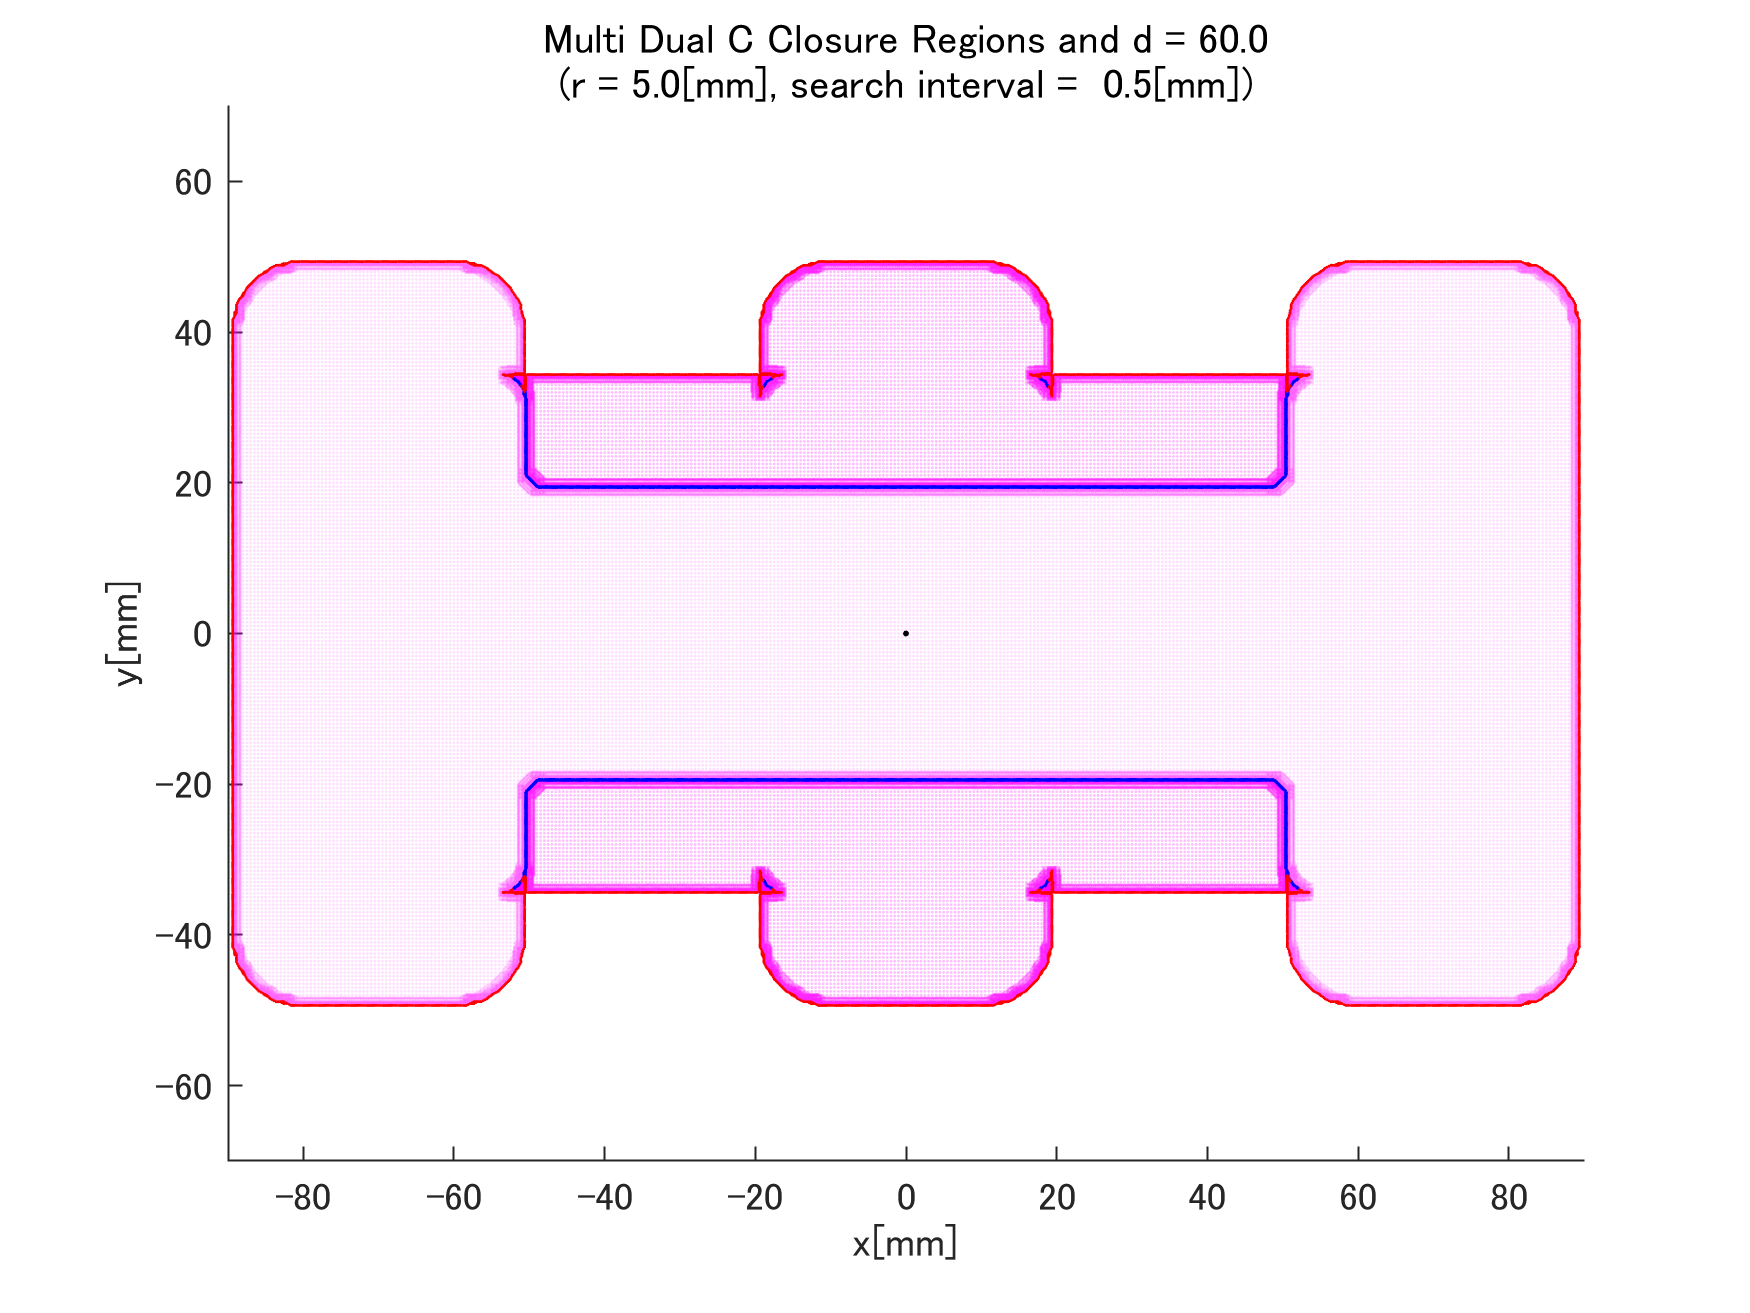 Multi Dual C Closure Regions and d = 60.0
(r = 5.0[mm], search interval =  0.5[mm])
60
40
20
0
−20
−40
−60
y[mm]
−80 −60 −40 −20 0 20 40 60 80
x[mm]